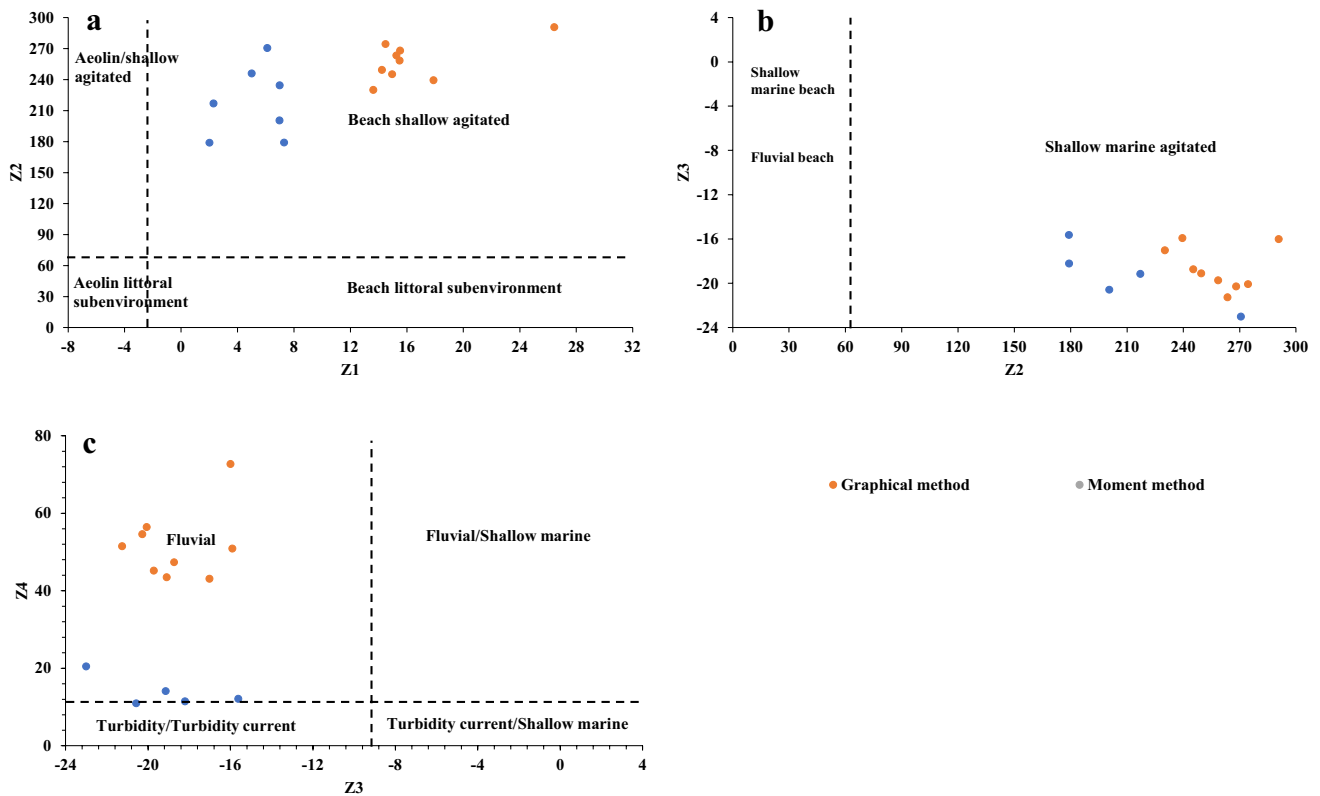 a
300
270
240
210
180
150
120
90
60
30
0
Z2
Aeolin/shallow
agitated
Beach shallow agitated
Aeolin littoral
subenvironment
Beach littoral subenvironment
-8 -4 0 4 8 12 16 20 24 28 32
Z1
b
4
0
-4
-8
-12
-16
-20
-24
Z3
Shallow
marine beach
Fluvial beach
Shallow marine agitated
0 30 60 90 120 150 180 210 240 270 300
Z2
c
80
60
40
20
0
Z4
Fluvial
Fluvial/Shallow marine
Turbidity/Turbidity current
Turbidity current/Shallow marine
-24 -20 -16 -12 -8 -4 0 4
Z3
Graphical method Moment method